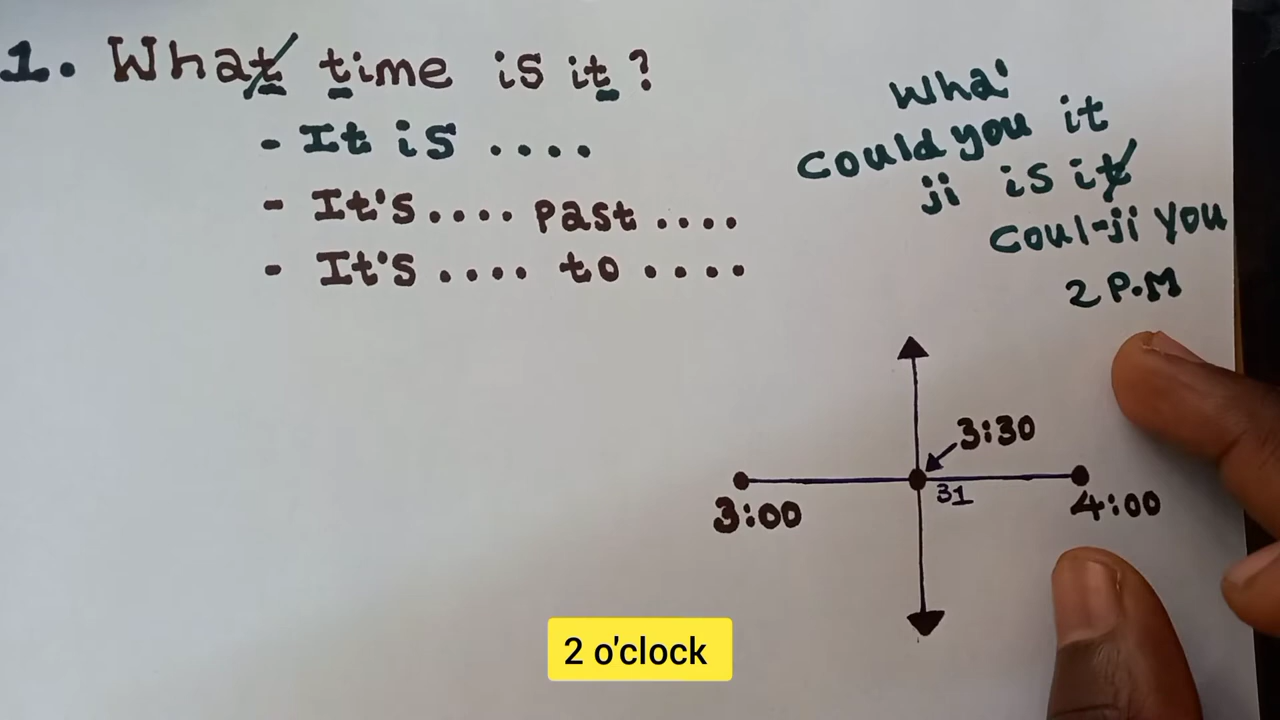 1. What time is it?
- It is ....
- It's .... past ....
- It's .... to ....
Wha'
could you it
ji is it
coul-ji you
2 P.M
3:30
31
3:00
4:00
2 o'clock